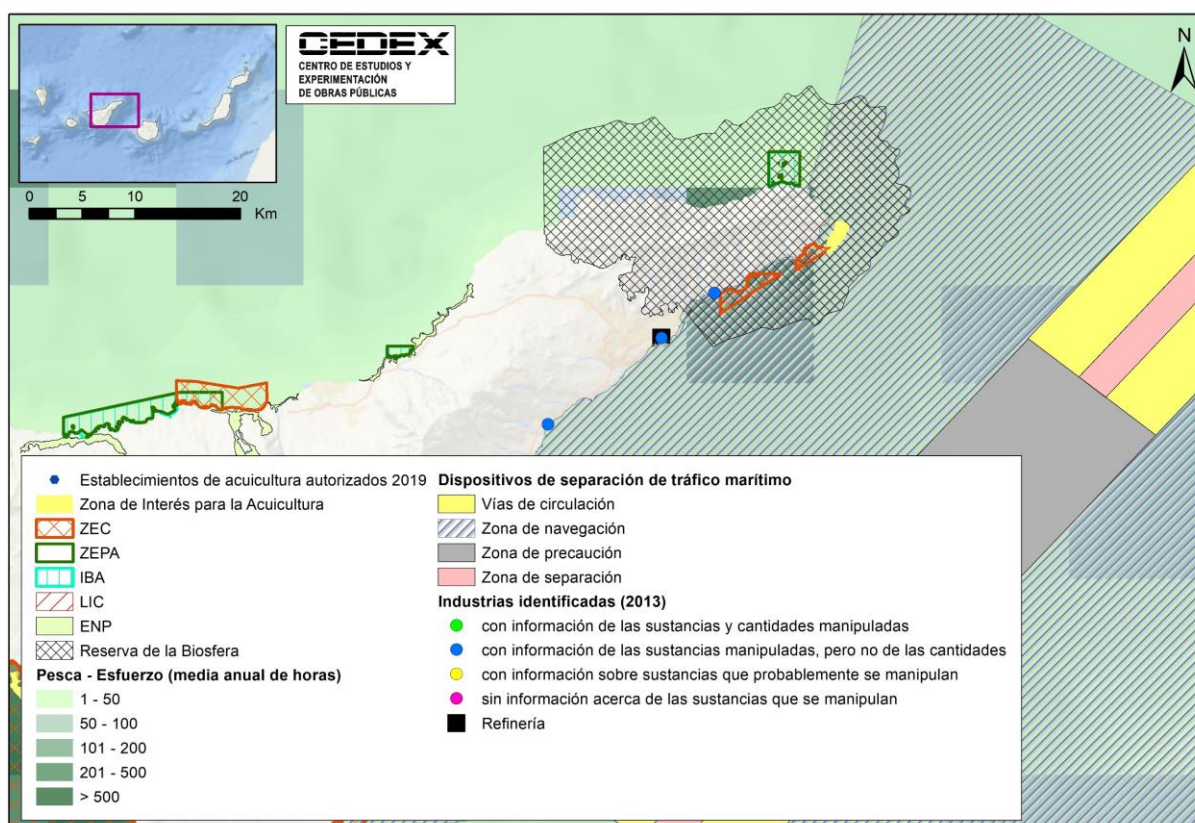 CEDEX
CENTRO DE ESTUDIOS Y
EXPERIMENTACIÓN
DE OBRAS PÚBLICAS
N
0 10 20
Km
Establecimientos de acuicultura autorizados 2019
Zona de Interés para la Acuicultura
ZEC
ZEPA
IBA
LIC
ENP
Reserva de la Biosfera
Pesca - Esfuerzo (media anual de horas)
1 - 50
50 - 100
101 - 200
201 - 500
> 500
Dispositivos de separación de tráfico marítimo
Vías de circulación
Zona de navegación
Zona de precaución
Zona de separación
Industrias identificadas (2013)
con información de las sustancias y cantidades manipuladas
con información de las sustancias manipuladas, pero no de las cantidades
con información sobre sustancias que probablemente se manipulan
sin información acerca de las sustancias que se manipulan
Refinería